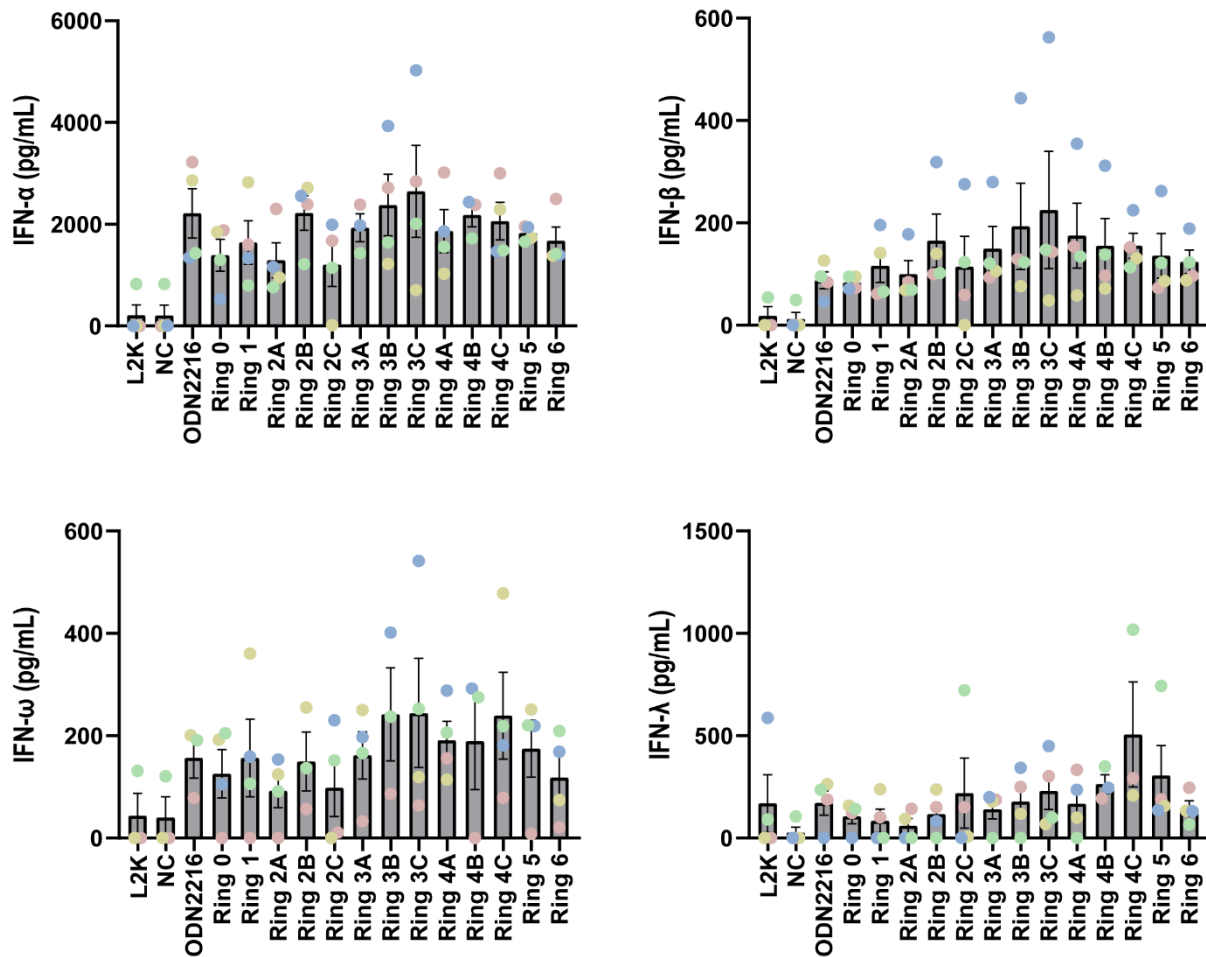 IFN-α (pg/mL)
6000
4000
2000
0
L2K
NC
ODN2216
Ring 0
Ring 1
Ring 2A
Ring 2B
Ring 2C
Ring 3A
Ring 3B
Ring 3C
Ring 4A
Ring 4B
Ring 4C
Ring 5
Ring 6
IFN-β (pg/mL)
600
400
200
0
L2K
NC
ODN2216
Ring 0
Ring 1
Ring 2A
Ring 2B
Ring 2C
Ring 3A
Ring 3B
Ring 3C
Ring 4A
Ring 4B
Ring 4C
Ring 5
Ring 6
IFN-ω (pg/mL)
600
400
200
0
L2K
NC
ODN2216
Ring 0
Ring 1
Ring 2A
Ring 2B
Ring 2C
Ring 3A
Ring 3B
Ring 3C
Ring 4A
Ring 4B
Ring 4C
Ring 5
Ring 6
IFN-λ (pg/mL)
1500
1000
500
0
L2K
NC
ODN2216
Ring 0
Ring 1
Ring 2A
Ring 2B
Ring 2C
Ring 3A
Ring 3B
Ring 3C
Ring 4A
Ring 4B
Ring 4C
Ring 5
Ring 6